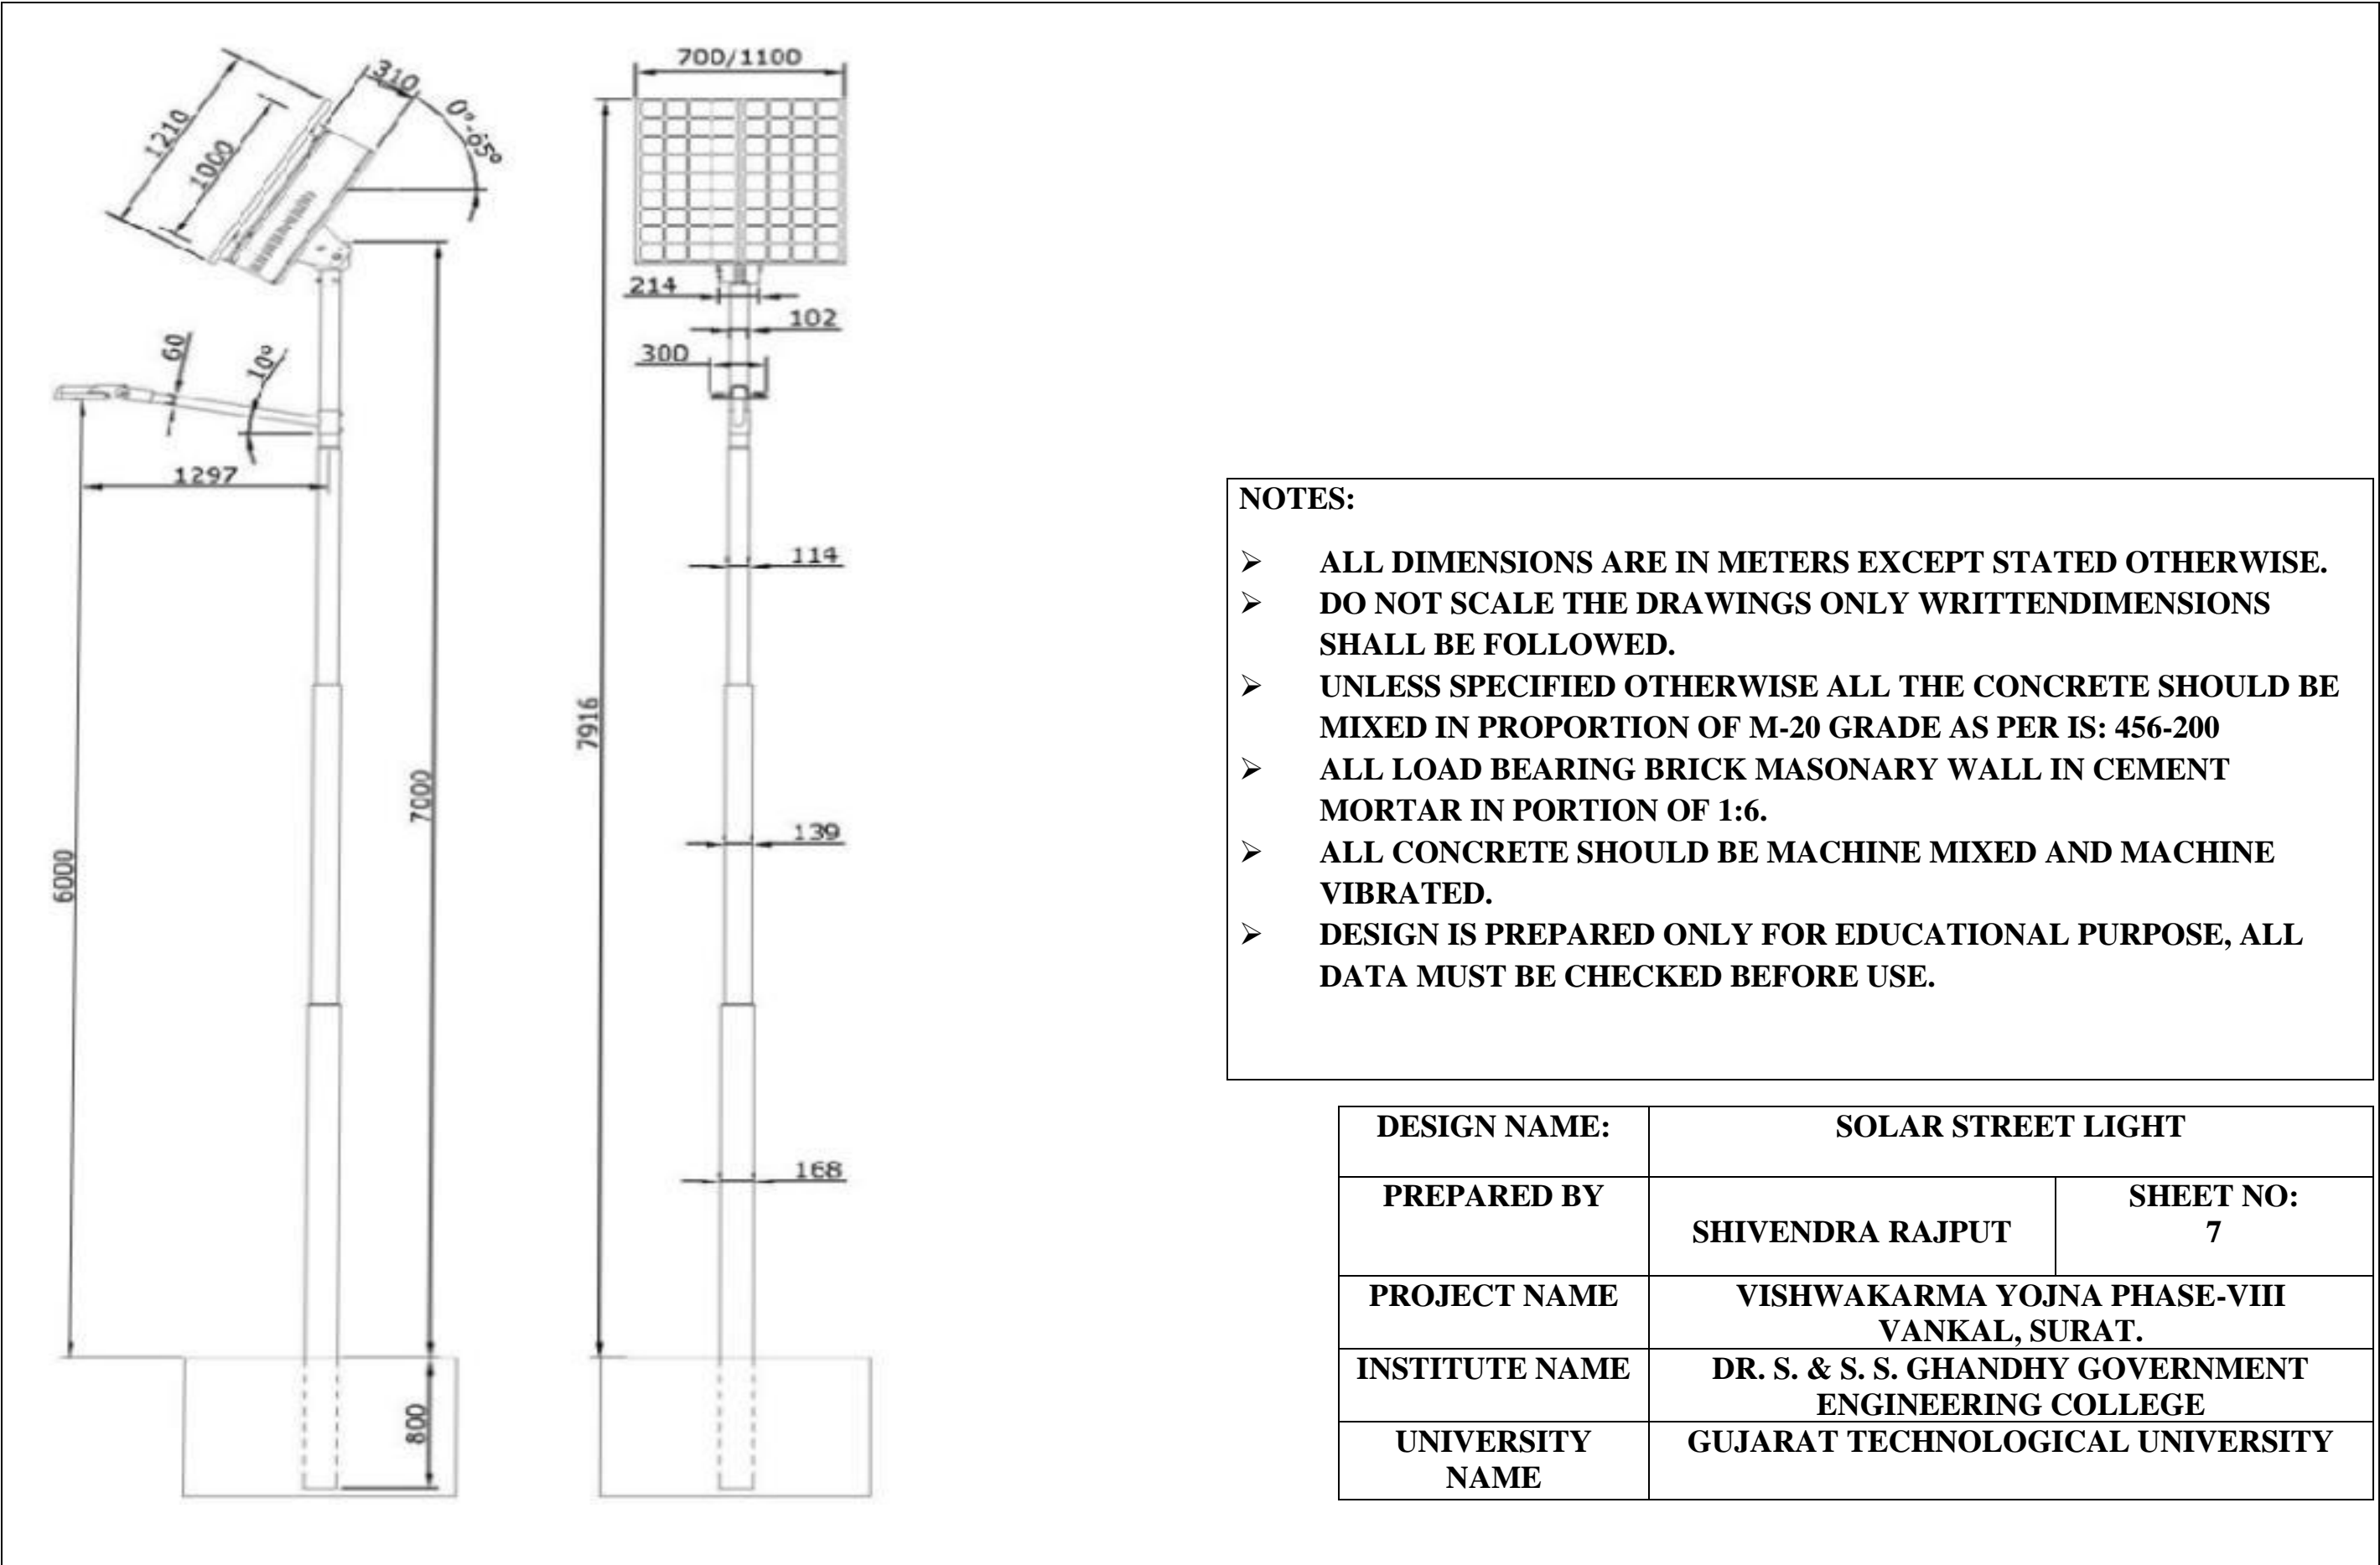 310
0°-65°
1210
1000
60
10°
1297
6000
7000
800
700/1100
214
102
300
114
7916
139
168
NOTES:
➢ ALL DIMENSIONS ARE IN METERS EXCEPT STATED OTHERWISE.
➢ DO NOT SCALE THE DRAWINGS ONLY WRITTENDIMENSIONS
SHALL BE FOLLOWED.
➢ UNLESS SPECIFIED OTHERWISE ALL THE CONCRETE SHOULD BE
MIXED IN PROPORTION OF M-20 GRADE AS PER IS: 456-200
➢ ALL LOAD BEARING BRICK MASONARY WALL IN CEMENT
MORTAR IN PORTION OF 1:6.
➢ ALL CONCRETE SHOULD BE MACHINE MIXED AND MACHINE
VIBRATED.
➢ DESIGN IS PREPARED ONLY FOR EDUCATIONAL PURPOSE, ALL
DATA MUST BE CHECKED BEFORE USE.
DESIGN NAME: SOLAR STREET LIGHT
PREPARED BY
SHIVENDRA RAJPUT
SHEET NO:
7
PROJECT NAME
VISHWAKARMA YOJNA PHASE-VIII
VANKAL, SURAT.
INSTITUTE NAME
DR. S. & S. S. GHANDHY GOVERNMENT
ENGINEERING COLLEGE
UNIVERSITY
NAME
GUJARAT TECHNOLOGICAL UNIVERSITY